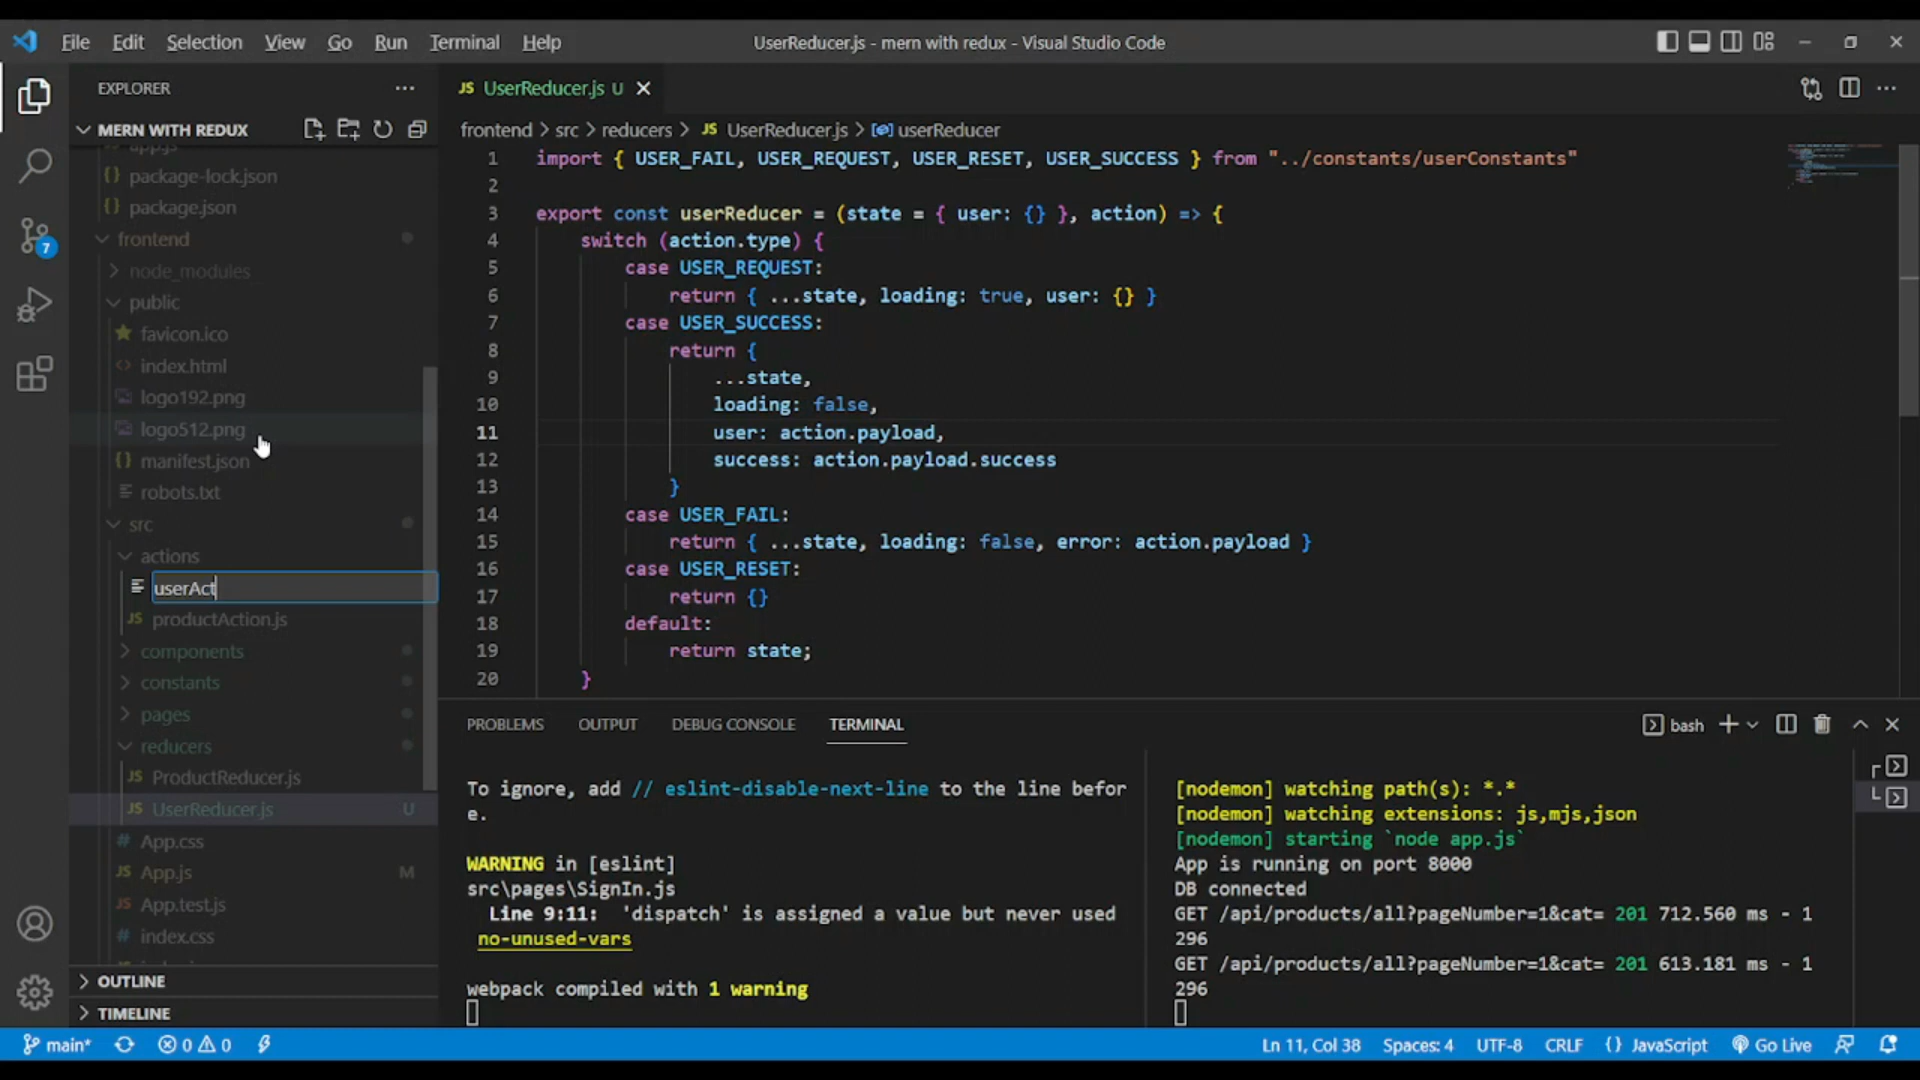 File Edit Selection View Go Run Terminal Help
UserReducer.js - mern with redux - Visual Studio Code
EXPLORER
MERN WITH REDUX
app.js
package-lock.json
package.json
frontend
node_modules
public
favicon.ico
index.html
logo192.png
logo512.png
manifest.json
robots.txt
src
actions
userAct
JS productAction.js
components
constants
pages
reducers
JS ProductReducer.js
JS UserReducer.js U
# App.css
JS App.js M
JS App.test.js
# index.css
OUTLINE
TIMELINE
7
JS UserReducer.js U
frontend > src > reducers > JS UserReducer.js > userReducer
1 import { USER_FAIL, USER_REQUEST, USER_RESET, USER_SUCCESS } from "../constants/userConstants"
2
3 export const userReducer = (state = { user: {} }, action) => {
4 switch (action.type) {
5 case USER_REQUEST:
6 return { ...state, loading: true, user: {} }
7 case USER_SUCCESS:
8 return {
9 ...state,
10 loading: false,
11 user: action.payload,
12 success: action.payload.success
13 }
14 case USER_FAIL:
15 return { ...state, loading: false, error: action.payload }
16 case USER_RESET:
17 return {}
18 default:
19 return state;
20 }
PROBLEMS OUTPUT DEBUG CONSOLE TERMINAL
bash
To ignore, add // eslint-disable-next-line to the line befor
e.
WARNING in [eslint]
src\pages\SignIn.js
Line 9:11: 'dispatch' is assigned a value but never used
no-unused-vars
webpack compiled with 1 warning
[nodemon] watching path(s): *.*
[nodemon] watching extensions: js,mjs,json
[nodemon] starting `node app.js`
App is running on port 8000
DB connected
GET /api/products/all?pageNumber=1&cat= 201 712.560 ms - 1
296
GET /api/products/all?pageNumber=1&cat= 201 613.181 ms - 1
296
main* 0 0
Ln 11, Col 38 Spaces: 4 UTF-8 CRLF {} JavaScript Go Live